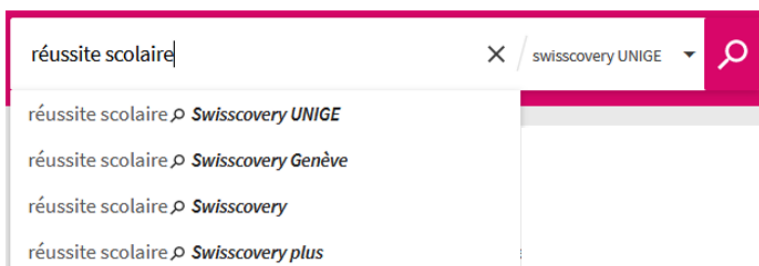 réussite scolaire swisscovery UNIGE
réussite scolaire Swisscovery UNIGE
réussite scolaire Swisscovery Genève
réussite scolaire Swisscovery
réussite scolaire Swisscovery plus